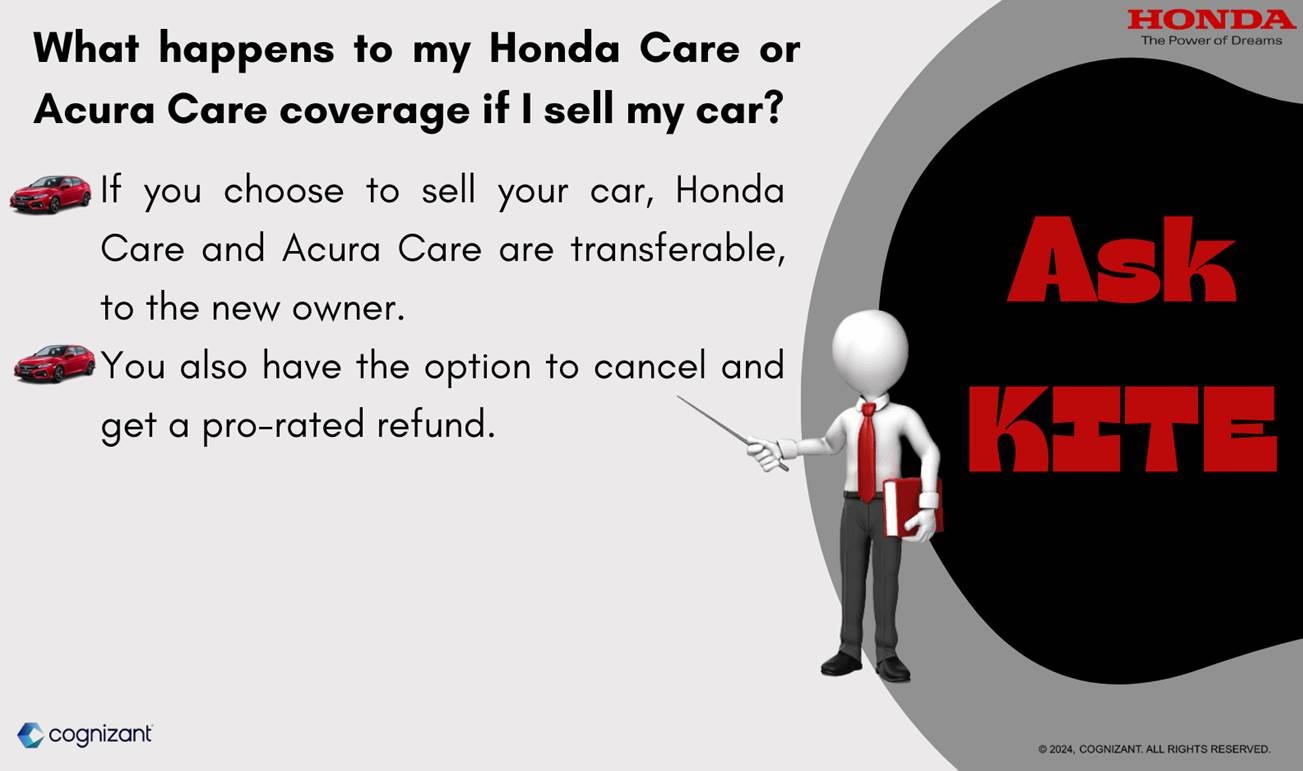 What happens to my Honda Care or
Acura Care coverage if I sell my car?
If you choose to sell your car, Honda
Care and Acura Care are transferable,
to the new owner.
You also have the option to cancel and
get a pro-rated refund.
HONDA
The Power of Dreams
Ask
KITE
cognizant
© 2024, COGNIZANT. ALL RIGHTS RESERVED.